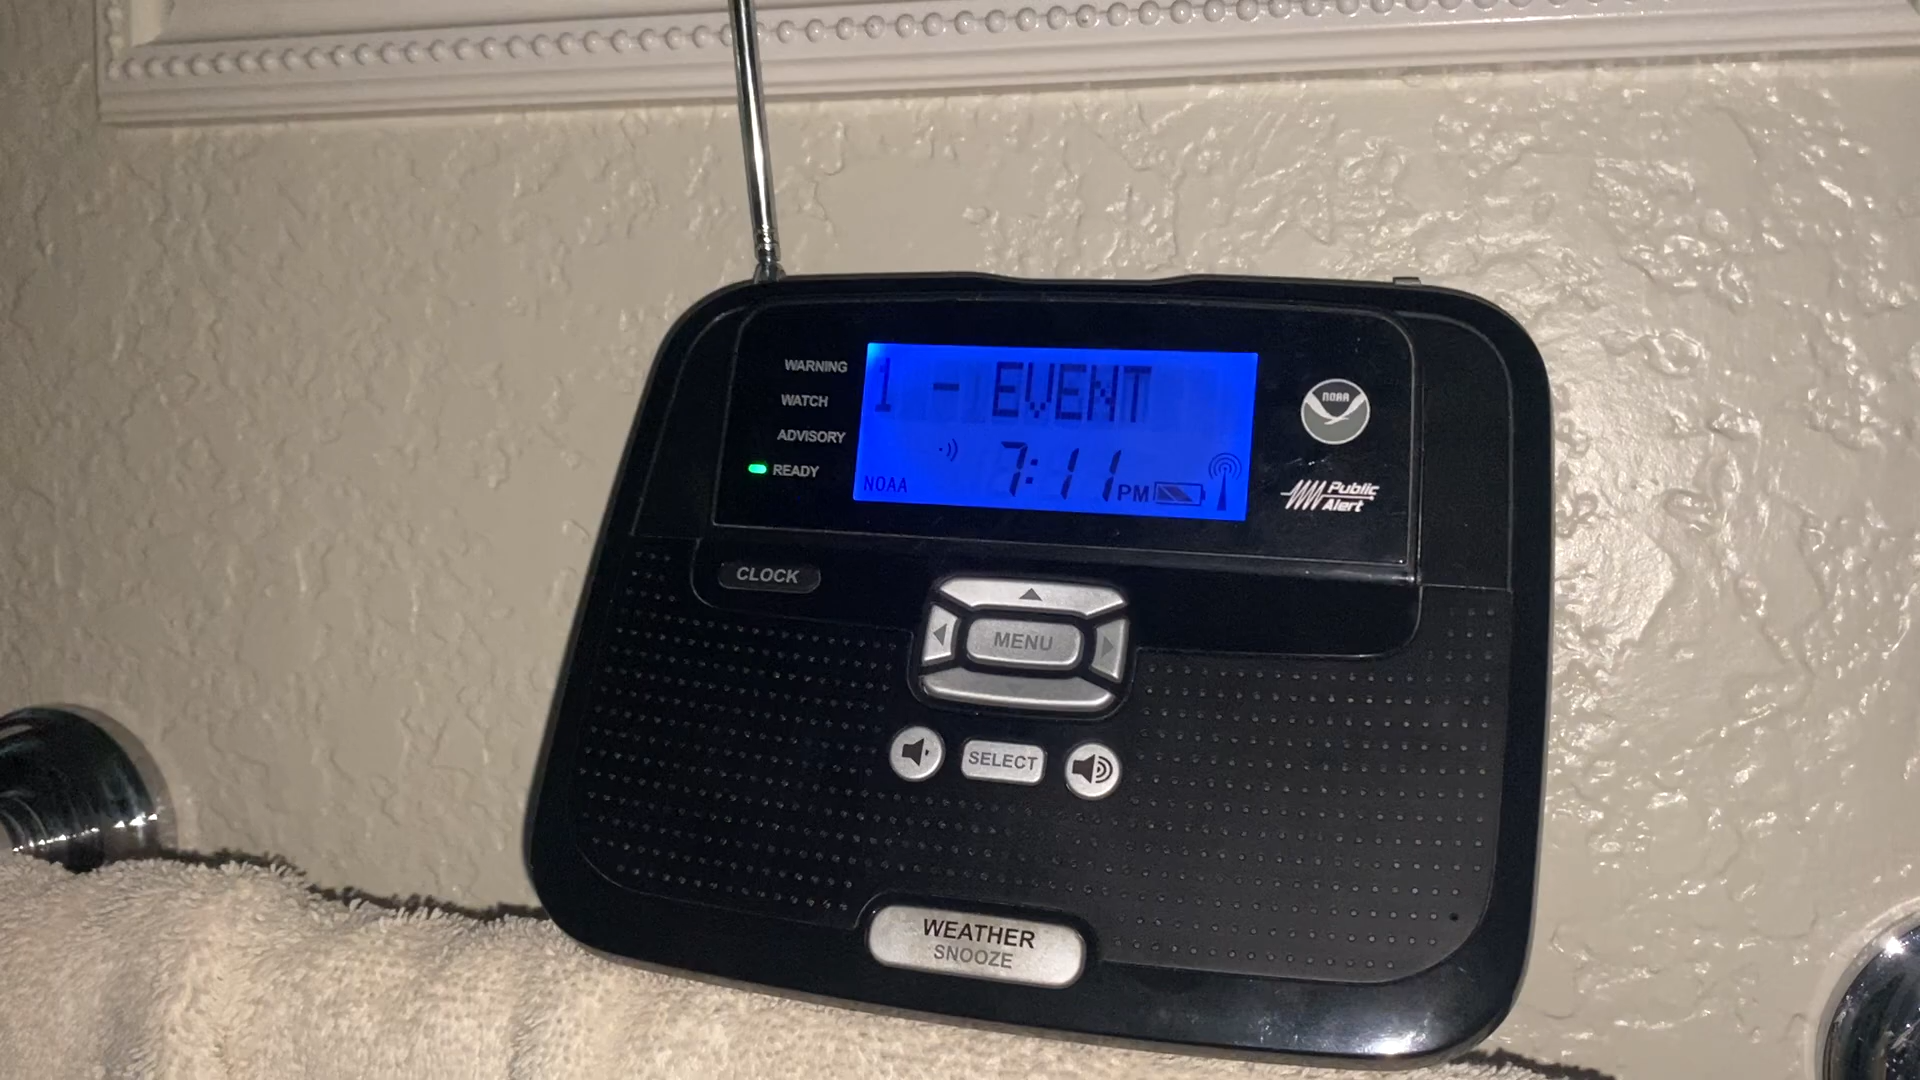 WARNING
WATCH
ADVISORY
READY
1 - EVENT
7:11 PM
NOAA
NOAA
Public
Alert
CLOCK
MENU
SELECT
WEATHER
SNOOZE